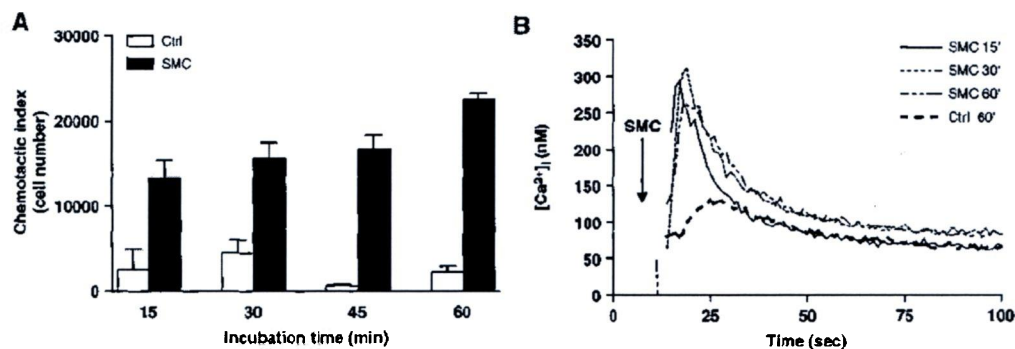 A
30000
20000
10000
0
Chemotactic index
(cell number)
Ctrl
SMC
15
30
45
60
Incubation time (min)
B
350
300
250
200
150
100
50
0
[Ca²⁺]ᵢ (nM)
SMC
SMC 15'
SMC 30'
SMC 60'
Ctrl 60'
0
25
50
75
100
Time (sec)